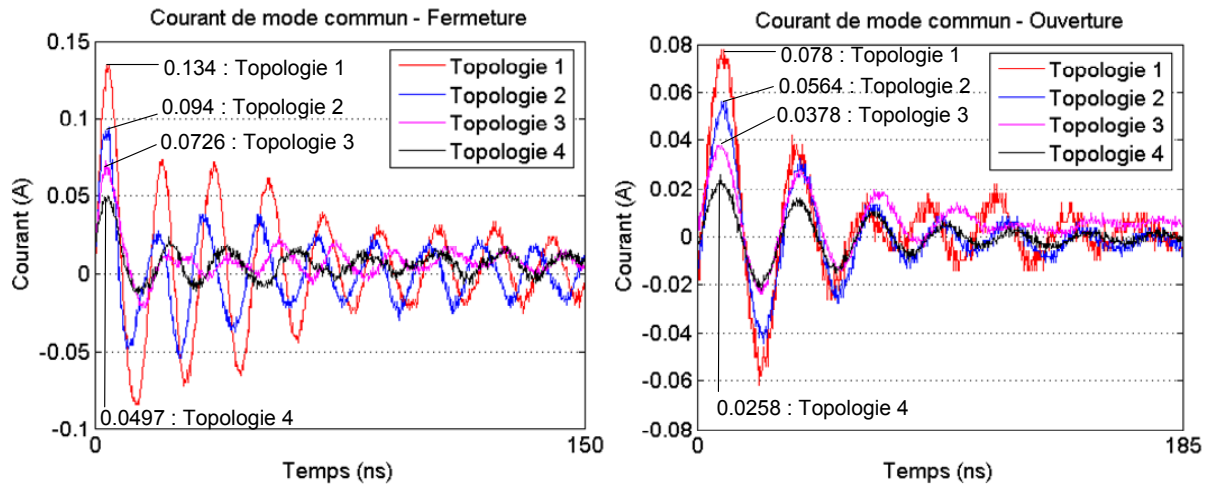 Courant de mode commun - Fermeture
0.15
0.1
0.05
0
-0.05
-0.1
Courant (A)
0.134 : Topologie 1
0.094 : Topologie 2
0.0726 : Topologie 3
0.0497 : Topologie 4
Topologie 1
Topologie 2
Topologie 3
Topologie 4
0
150
Temps (ns)
Courant de mode commun - Ouverture
0.08
0.06
0.04
0.02
0
-0.02
-0.04
-0.06
-0.08
Courant (A)
0.078 : Topologie 1
0.0564 : Topologie 2
0.0378 : Topologie 3
0.0258 : Topologie 4
Topologie 1
Topologie 2
Topologie 3
Topologie 4
0
185
Temps (ns)